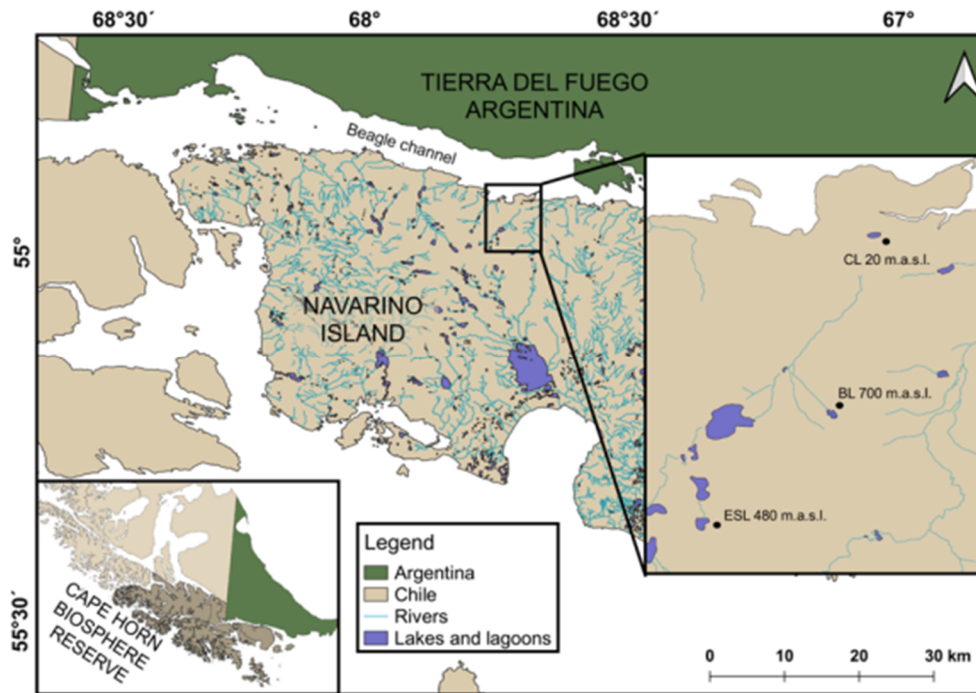 68°30´ 68° 68°30´ 67°
TIERRA DEL FUEGO
ARGENTINA
Beagle channel
55°
CL 20 m.a.s.l.
NAVARINO
ISLAND
BL 700 m.a.s.l.
ESL 480 m.a.s.l.
CAPE HORN
BIOSPHERE
RESERVE
Legend
Argentina
Chile
Rivers
Lakes and lagoons
55°30´
0 10 20 30 km